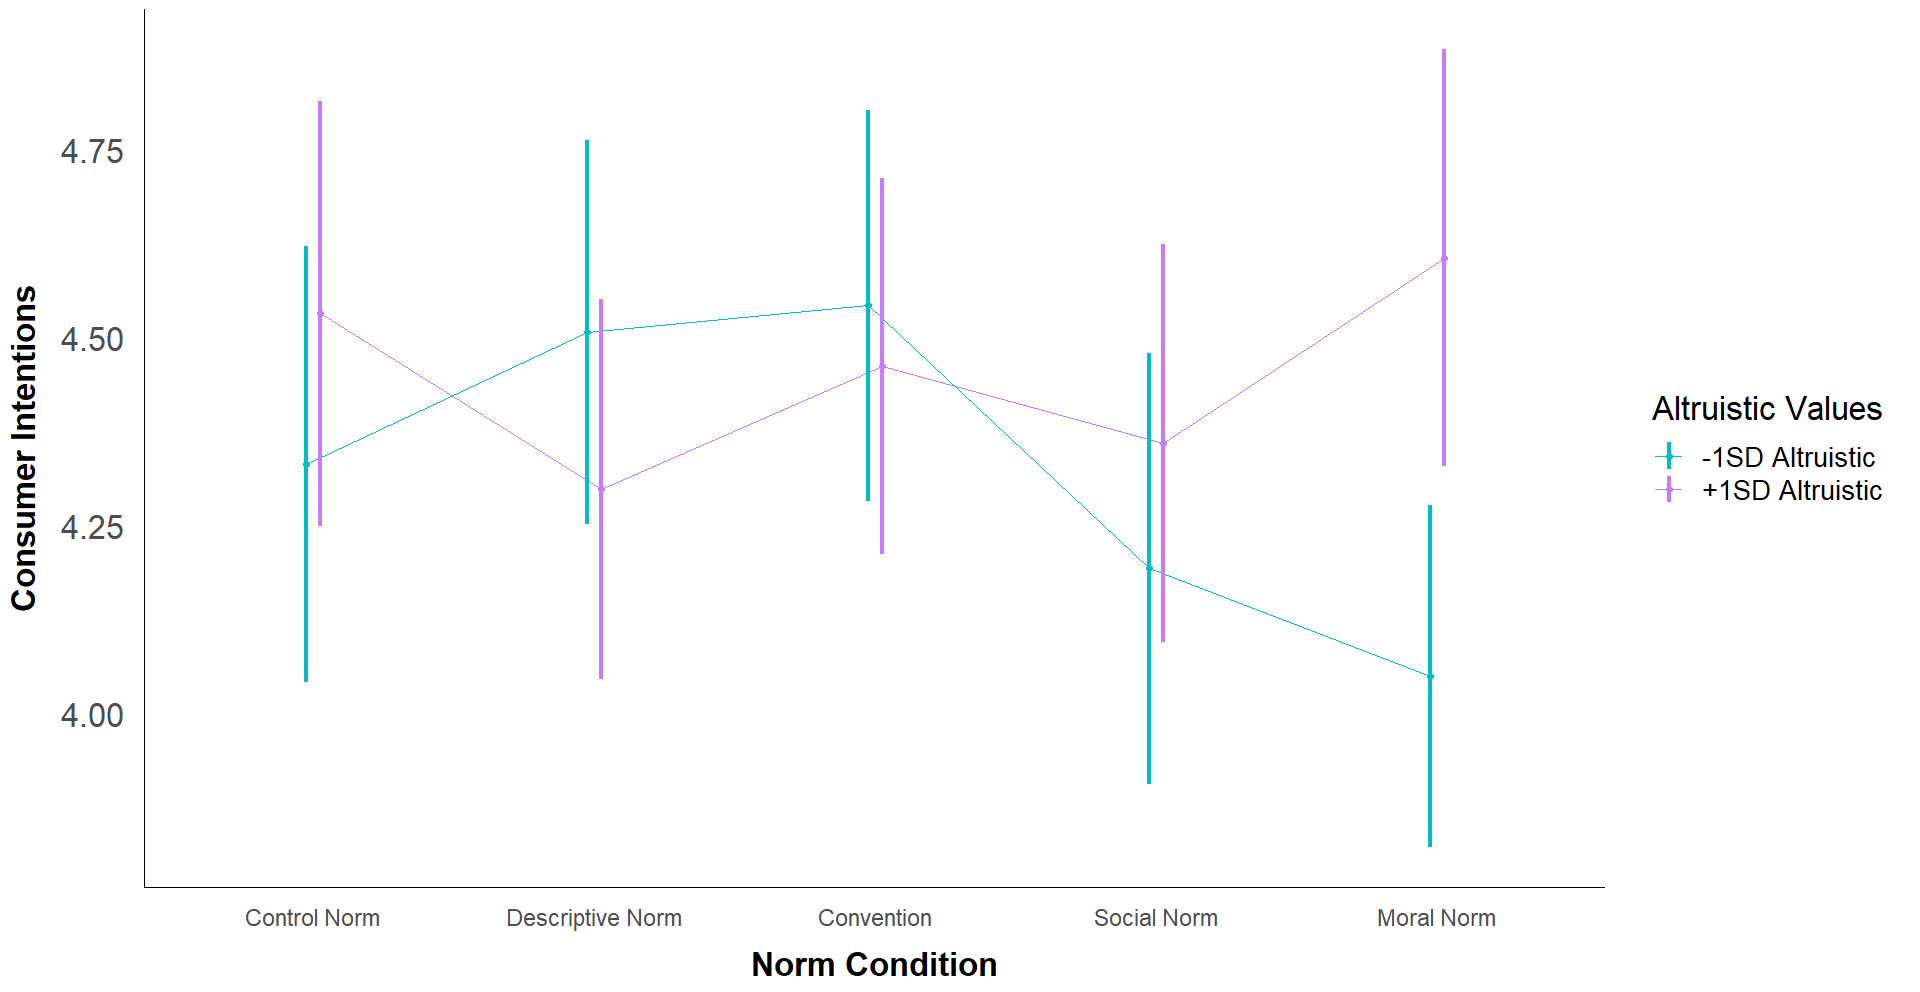 Consumer Intentions
4.75
4.50
4.25
4.00
Control Norm
Descriptive Norm
Convention
Social Norm
Moral Norm
Norm Condition
Altruistic Values
-1SD Altruistic
+1SD Altruistic